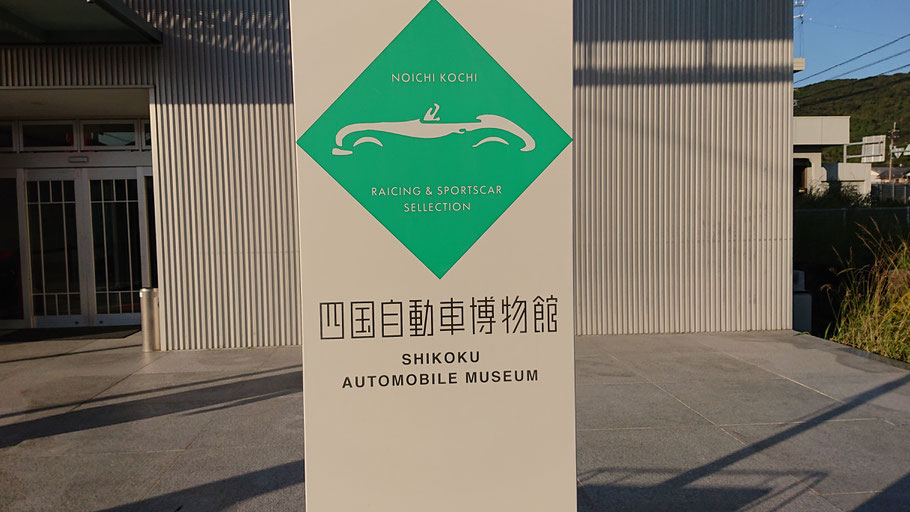 NOICHI KOCHI
RAICING & SPORTSCAR
SELLECTION
四国自動車博物館
SHIKOKU
AUTOMOBILE MUSEUM